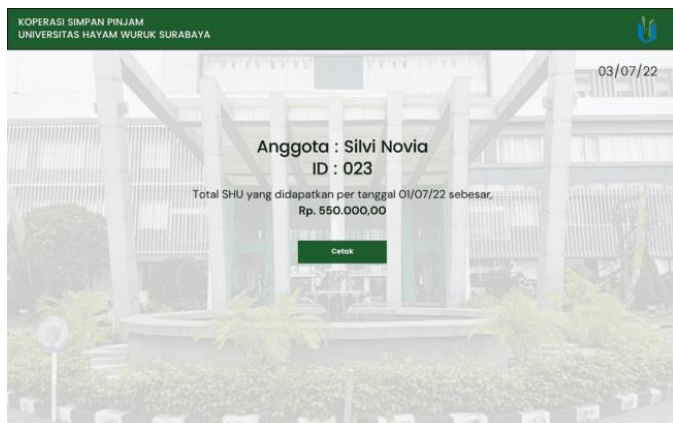 KOPERASI SIMPAN PINJAM
UNIVERSITAS HAYAM WURUK SURABAYA
03/07/22
Anggota : Silvi Novia
ID : 023
Total SHU yang didapatkan per tanggal 01/07/22 sebesar,
Rp. 550.000,00
Cetak